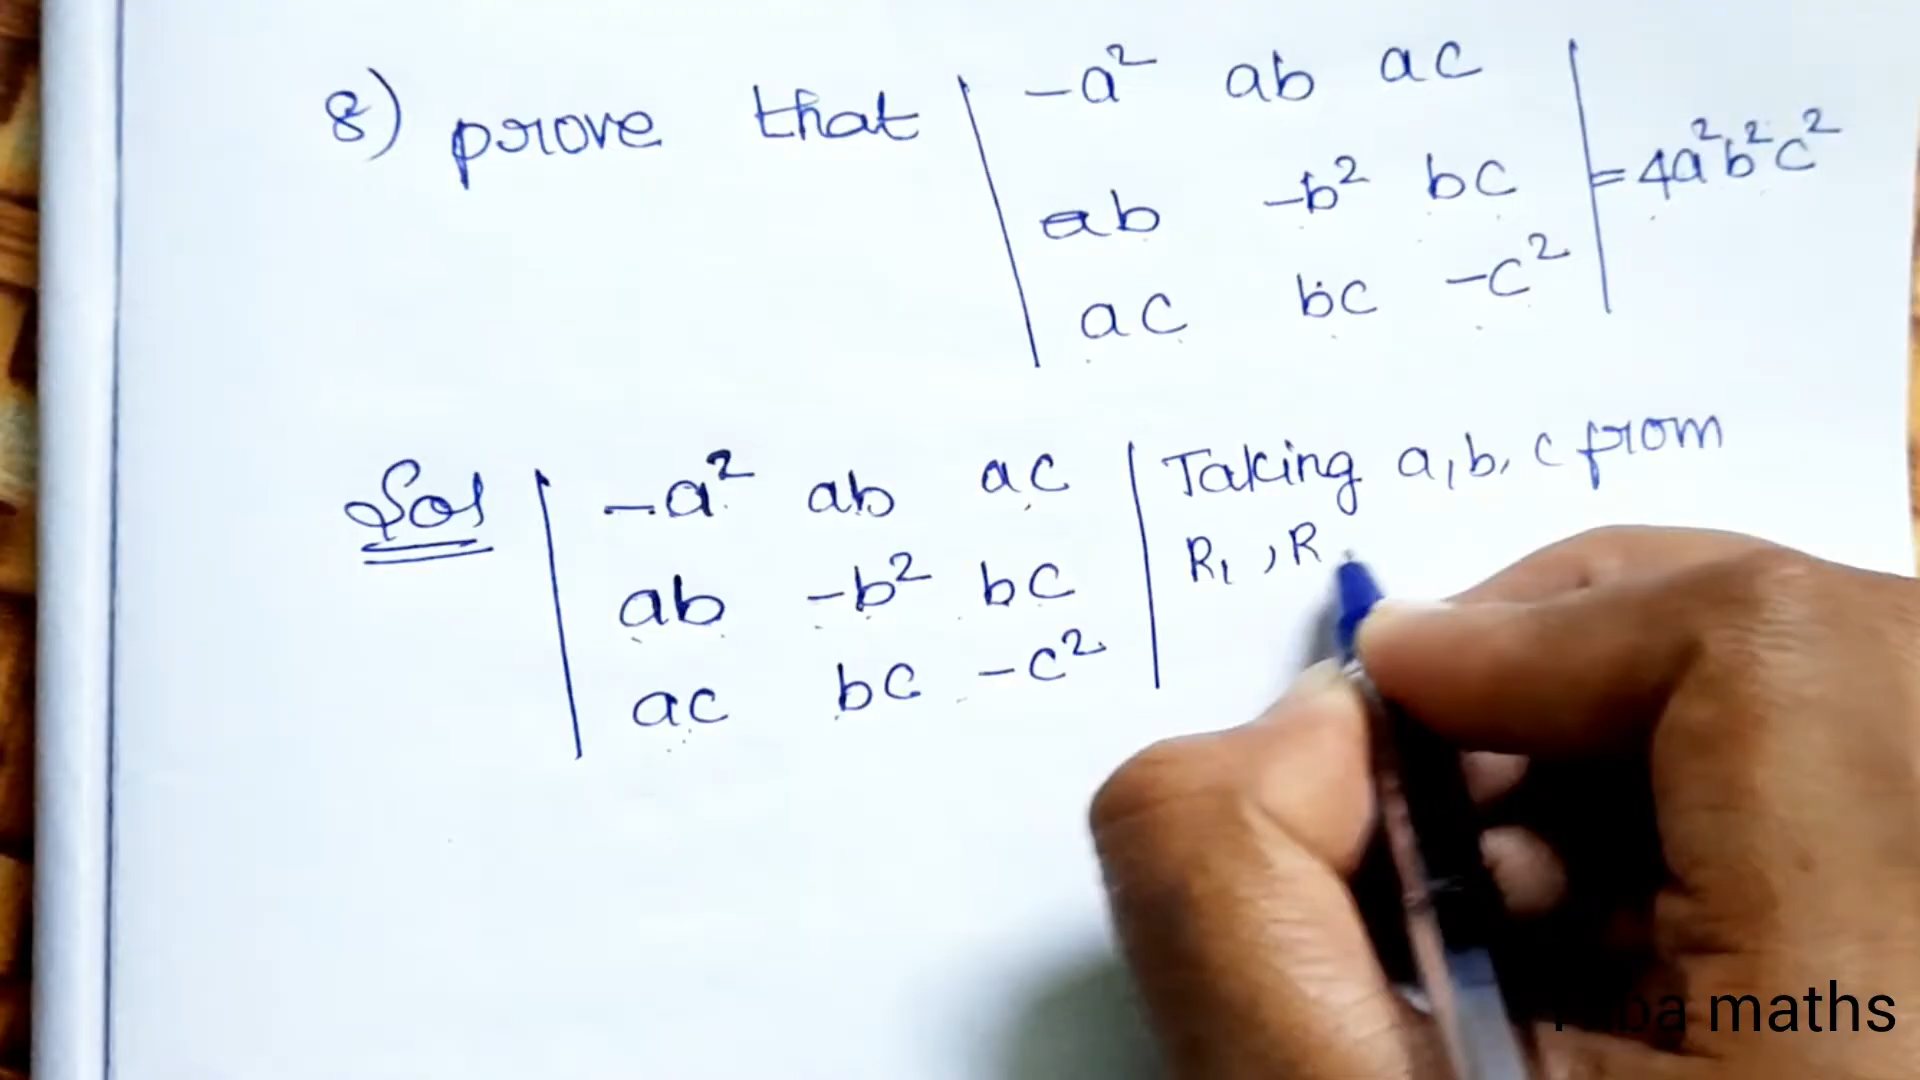 8) prove that | -a² ab ac |
| ab -b² bc | = 4a²b²c²
| ac bc -c² |
Sol | -a² ab ac | Taking a, b, c from
| ab -b² bc | R₁, R
| ac bc -c² |
maths